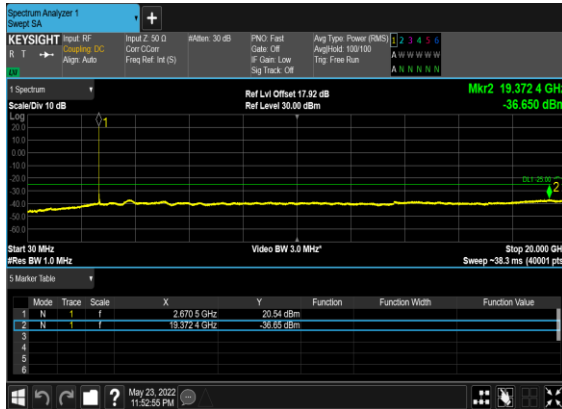 Spectrum Analyzer 1
Swept SA
+
KEYSIGHT Input: RF Input Z: 50 Ω #Atten: 30 dB PNO: Fast Avg Type: Power (RMS) 1 2 3 4 5 6
R T Coupling: DC Corr CCorr Gate: Off Avg|Hold: 100/100 A W W W W W
Align: Auto Freq Ref: Int (S) IF Gain: Low Trig: Free Run
Sig Track: Off A N N N N N
LXI
1 Spectrum
Ref Lvl Offset 17.92 dB Mkr2 19.372 4 GHz
Scale/Div 10 dB Ref Level 30.00 dBm -36.650 dBm
Log
20.0
10.0
0.00
-10.0
-20.0
-30.0
-40.0
-50.0
-60.0
1
DL1 -25.00
2
Start 30 MHz Video BW 3.0 MHz* Stop 20.000 GHz
#Res BW 1.0 MHz Sweep ~38.3 ms (40001 pts)
5 Marker Table
Mode Trace Scale X Y Function Function Width Function Value
1 N 1 f 2.670 5 GHz 20.54 dBm
2 N 1 f 19.372 4 GHz -36.65 dBm
3
4
5
6
? May 23, 2022
11:52:55 PM